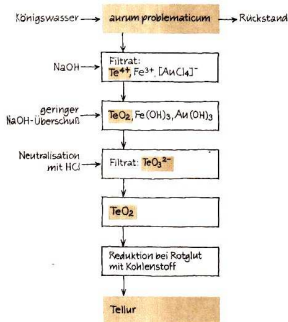 Königswasser → aurum problematicum → Rückstand
NaOH → Filtrat:
Te⁴⁺, Fe³⁺, [AuCl₄]⁻
geringer
NaOH-Überschuß → TeO₂, Fe(OH)₃, Au(OH)₃
Neutralisation
mit HCl → Filtrat: TeO₃²⁻
TeO₂
Reduktion bei Rotglut
mit Kohlenstoff
Tellur